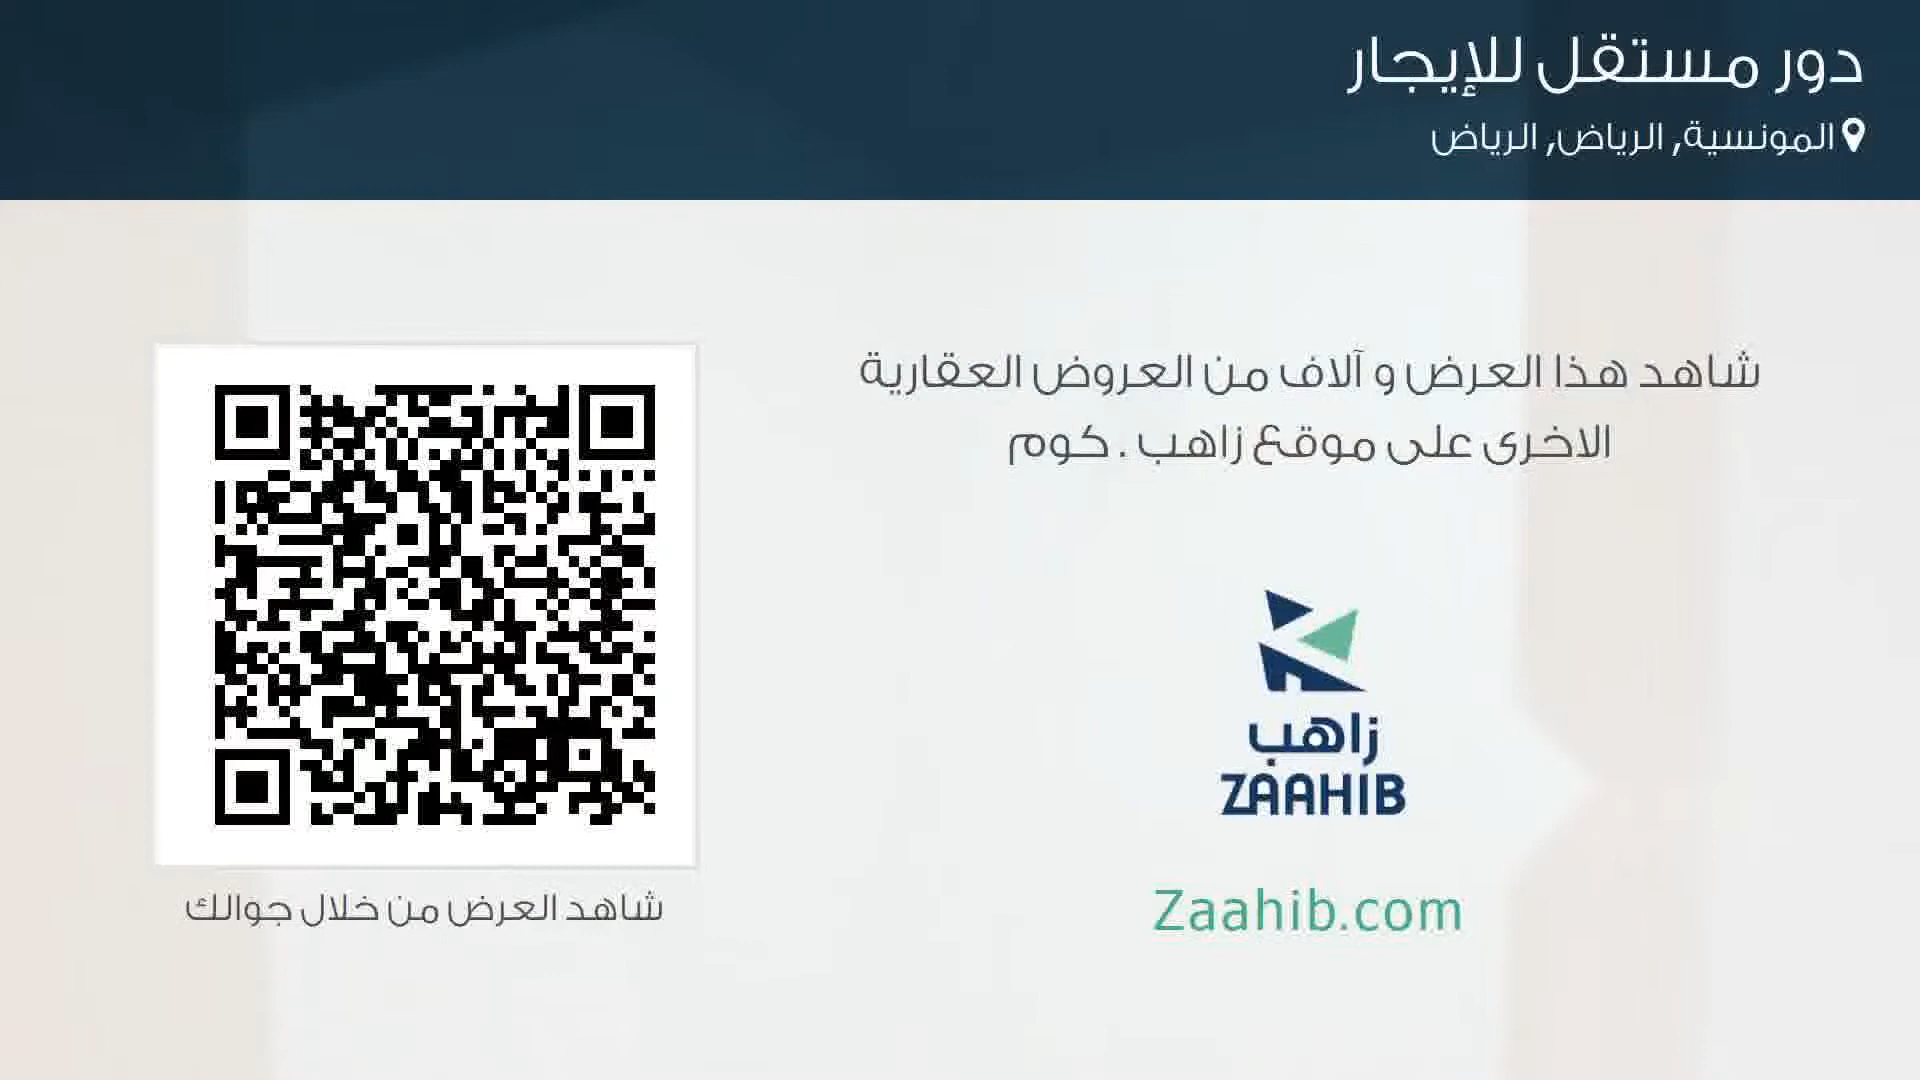 دور مستقل للإيجار
المونسية, الرياض, الرياض
شاهد هذا العرض و آلاف من العروض العقارية
الاخرى على موقع زاهب . كوم
زاهب
ZAAHIB
Zaahib.com
شاهد العرض من خلال جوالك